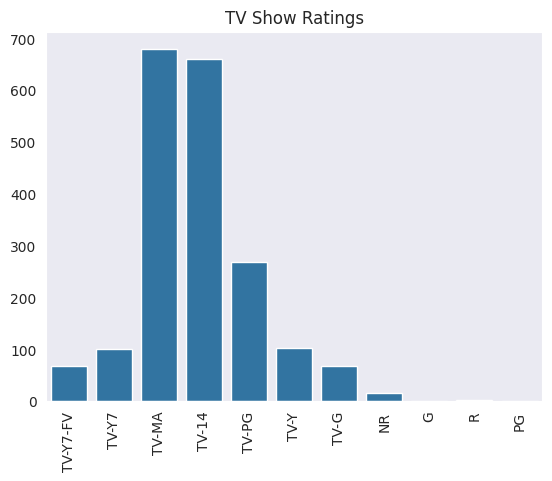 TV Show Ratings
700
600
500
400
300
200
100
0
TV-Y7-FV
TV-Y7
TV-MA
TV-14
TV-PG
TV-Y
TV-G
NR
G
R
PG